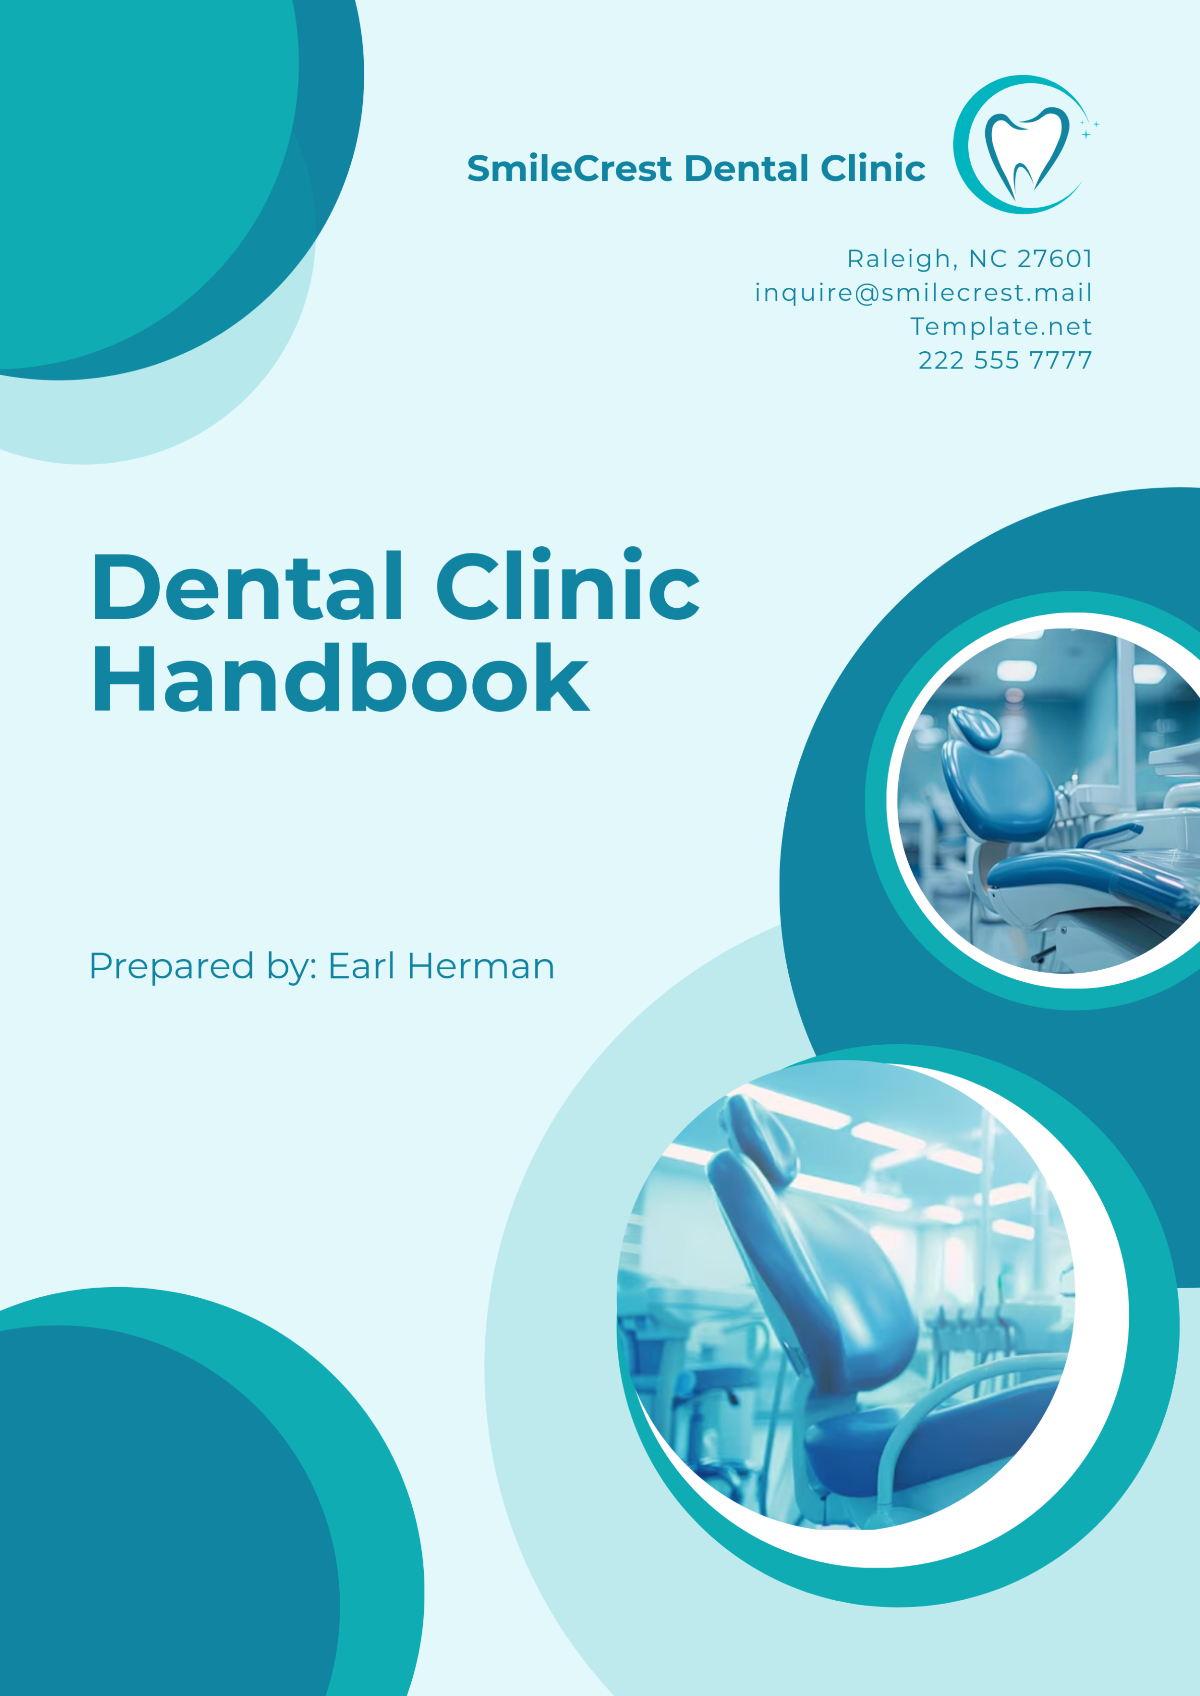 SmileCrest Dental Clinic
Raleigh, NC 27601
inquire@smilecrest.mail
Template.net
222 555 7777
Dental Clinic
Handbook
Prepared by: Earl Herman